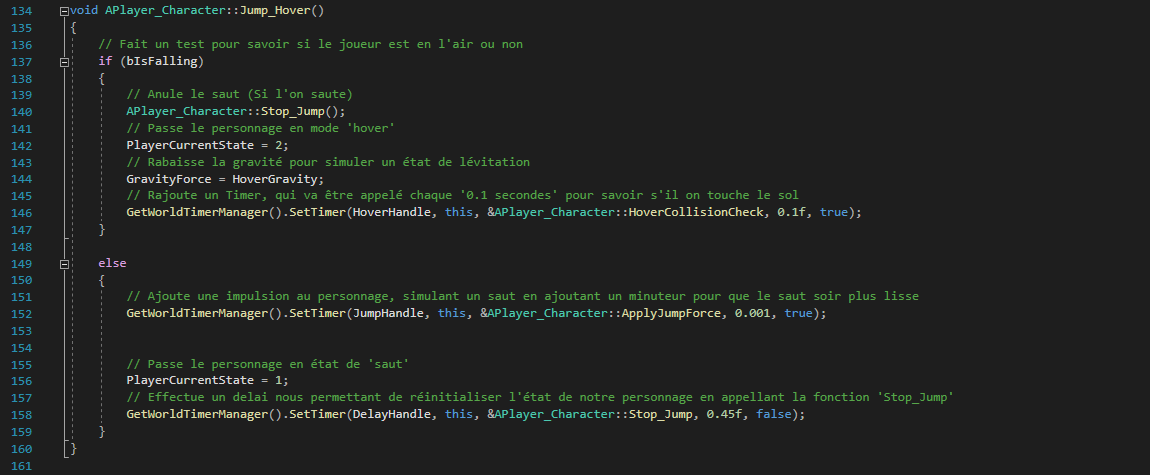 134 void APlayer_Character::Jump_Hover()
135 {
136 // Fait un test pour savoir si le joueur est en l'air ou non
137 if (bIsFalling)
138 {
139 // Anule le saut (Si l'on saute)
140 APlayer_Character::Stop_Jump();
141 // Passe le personnage en mode 'hover'
142 PlayerCurrentState = 2;
143 // Rabaisse la gravité pour simuler un état de lévitation
144 GravityForce = HoverGravity;
145 // Rajoute un Timer, qui va être appelé chaque '0.1 secondes' pour savoir s'il on touche le sol
146 GetWorldTimerManager().SetTimer(HoverHandle, this, &APlayer_Character::HoverCollisionCheck, 0.1f, true);
147 }
148
149 else
150 {
151 // Ajoute une impulsion au personnage, simulant un saut en ajoutant un minuteur pour que le saut soir plus lisse
152 GetWorldTimerManager().SetTimer(JumpHandle, this, &APlayer_Character::ApplyJumpForce, 0.001, true);
153
154
155 // Passe le personnage en état de 'saut'
156 PlayerCurrentState = 1;
157 // Effectue un delai nous permettant de réinitialiser l'état de notre personnage en appellant la fonction 'Stop_Jump'
158 GetWorldTimerManager().SetTimer(DelayHandle, this, &APlayer_Character::Stop_Jump, 0.45f, false);
159 }
160 }
161